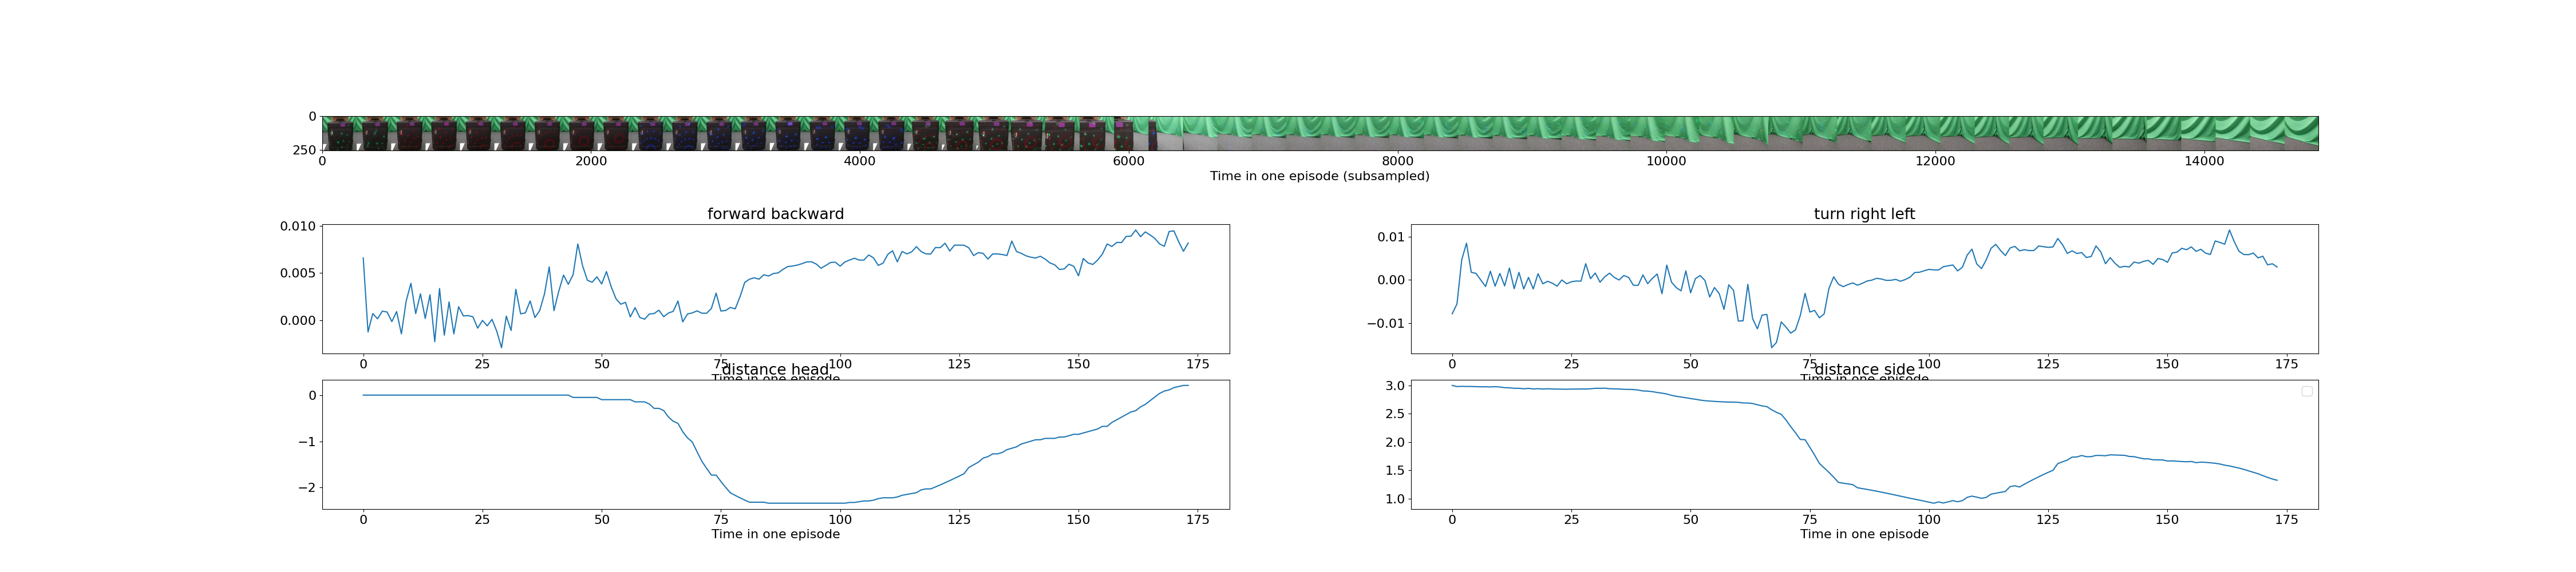 0
250
0 2000 4000 6000 8000 10000 12000 14000
Time in one episode (subsampled)
forward backward
0.010
0.005
0.000
0 25 50 75 100 125 150 175
Time in one episode
turn right left
0.01
0.00
−0.01
0 25 50 75 100 125 150 175
Time in one episode
distance head
0
−1
−2
0 25 50 75 100 125 150 175
Time in one episode
distance side
3.0
2.5
2.0
1.5
1.0
0 25 50 75 100 125 150 175
Time in one episode